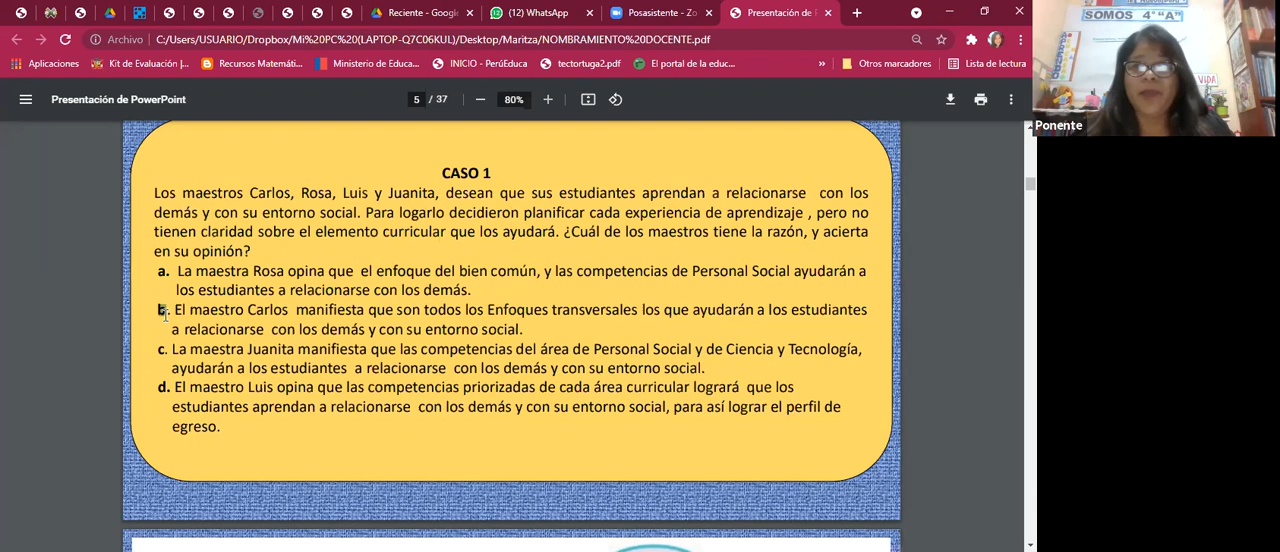 Reciente - Google
(12) WhatsApp
Posasistente - Zo
Presentación de P
Archivo
C:/Users/USUARIO/Dropbox/Mi%20PC%20(LAPTOP-Q7C06KUL)/Desktop/Maritza/NOMBRAMIENTO%20DOCENTE.pdf
Aplicaciones
Kit de Evaluación |...
Recursos Matemáti...
Ministerio de Educa...
INICIO - PerúEduca
tectortuga2.pdf
El portal de la educ...
»
Otros marcadores
Lista de lectura
Presentación de PowerPoint
5 / 37
80%
SOMOS 4° "A"
VIDA
Ponente
CASO 1
Los maestros Carlos, Rosa, Luis y Juanita, desean que sus estudiantes aprendan a relacionarse con los
demás y con su entorno social. Para logarlo decidieron planificar cada experiencia de aprendizaje , pero no
tienen claridad sobre el elemento curricular que los ayudará. ¿Cuál de los maestros tiene la razón, y acierta
en su opinión?
a. La maestra Rosa opina que el enfoque del bien común, y las competencias de Personal Social ayudarán a
los estudiantes a relacionarse con los demás.
b. El maestro Carlos manifiesta que son todos los Enfoques transversales los que ayudarán a los estudiantes
a relacionarse con los demás y con su entorno social.
c. La maestra Juanita manifiesta que las competencias del área de Personal Social y de Ciencia y Tecnología,
ayudarán a los estudiantes a relacionarse con los demás y con su entorno social.
d. El maestro Luis opina que las competencias priorizadas de cada área curricular logrará que los
estudiantes aprendan a relacionarse con los demás y con su entorno social, para así lograr el perfil de
egreso.